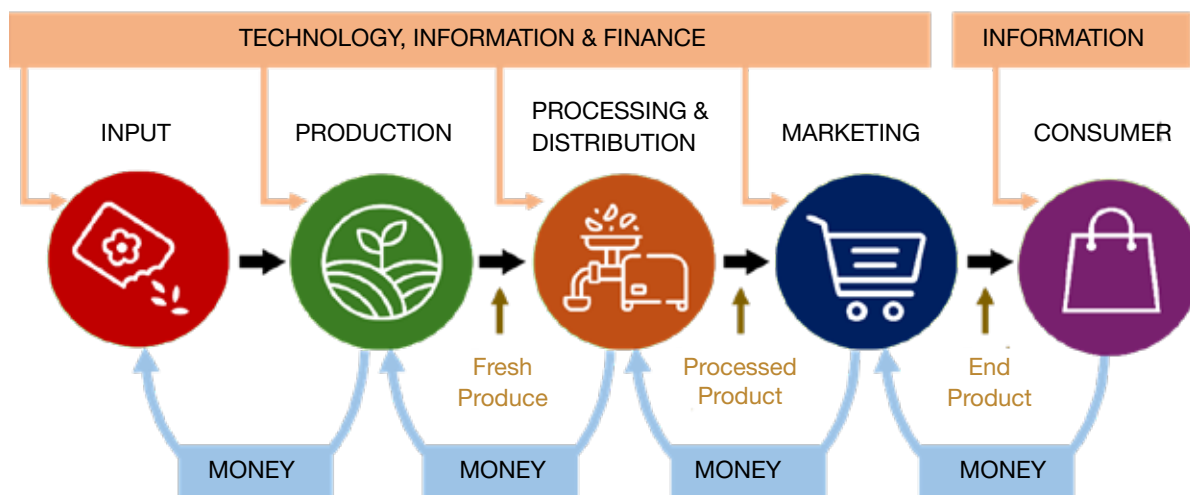 TECHNOLOGY, INFORMATION & FINANCE
INFORMATION
INPUT
PRODUCTION
PROCESSING &
DISTRIBUTION
MARKETING
CONSUMER
Fresh
Produce
Processed
Product
End
Product
MONEY
MONEY
MONEY
MONEY